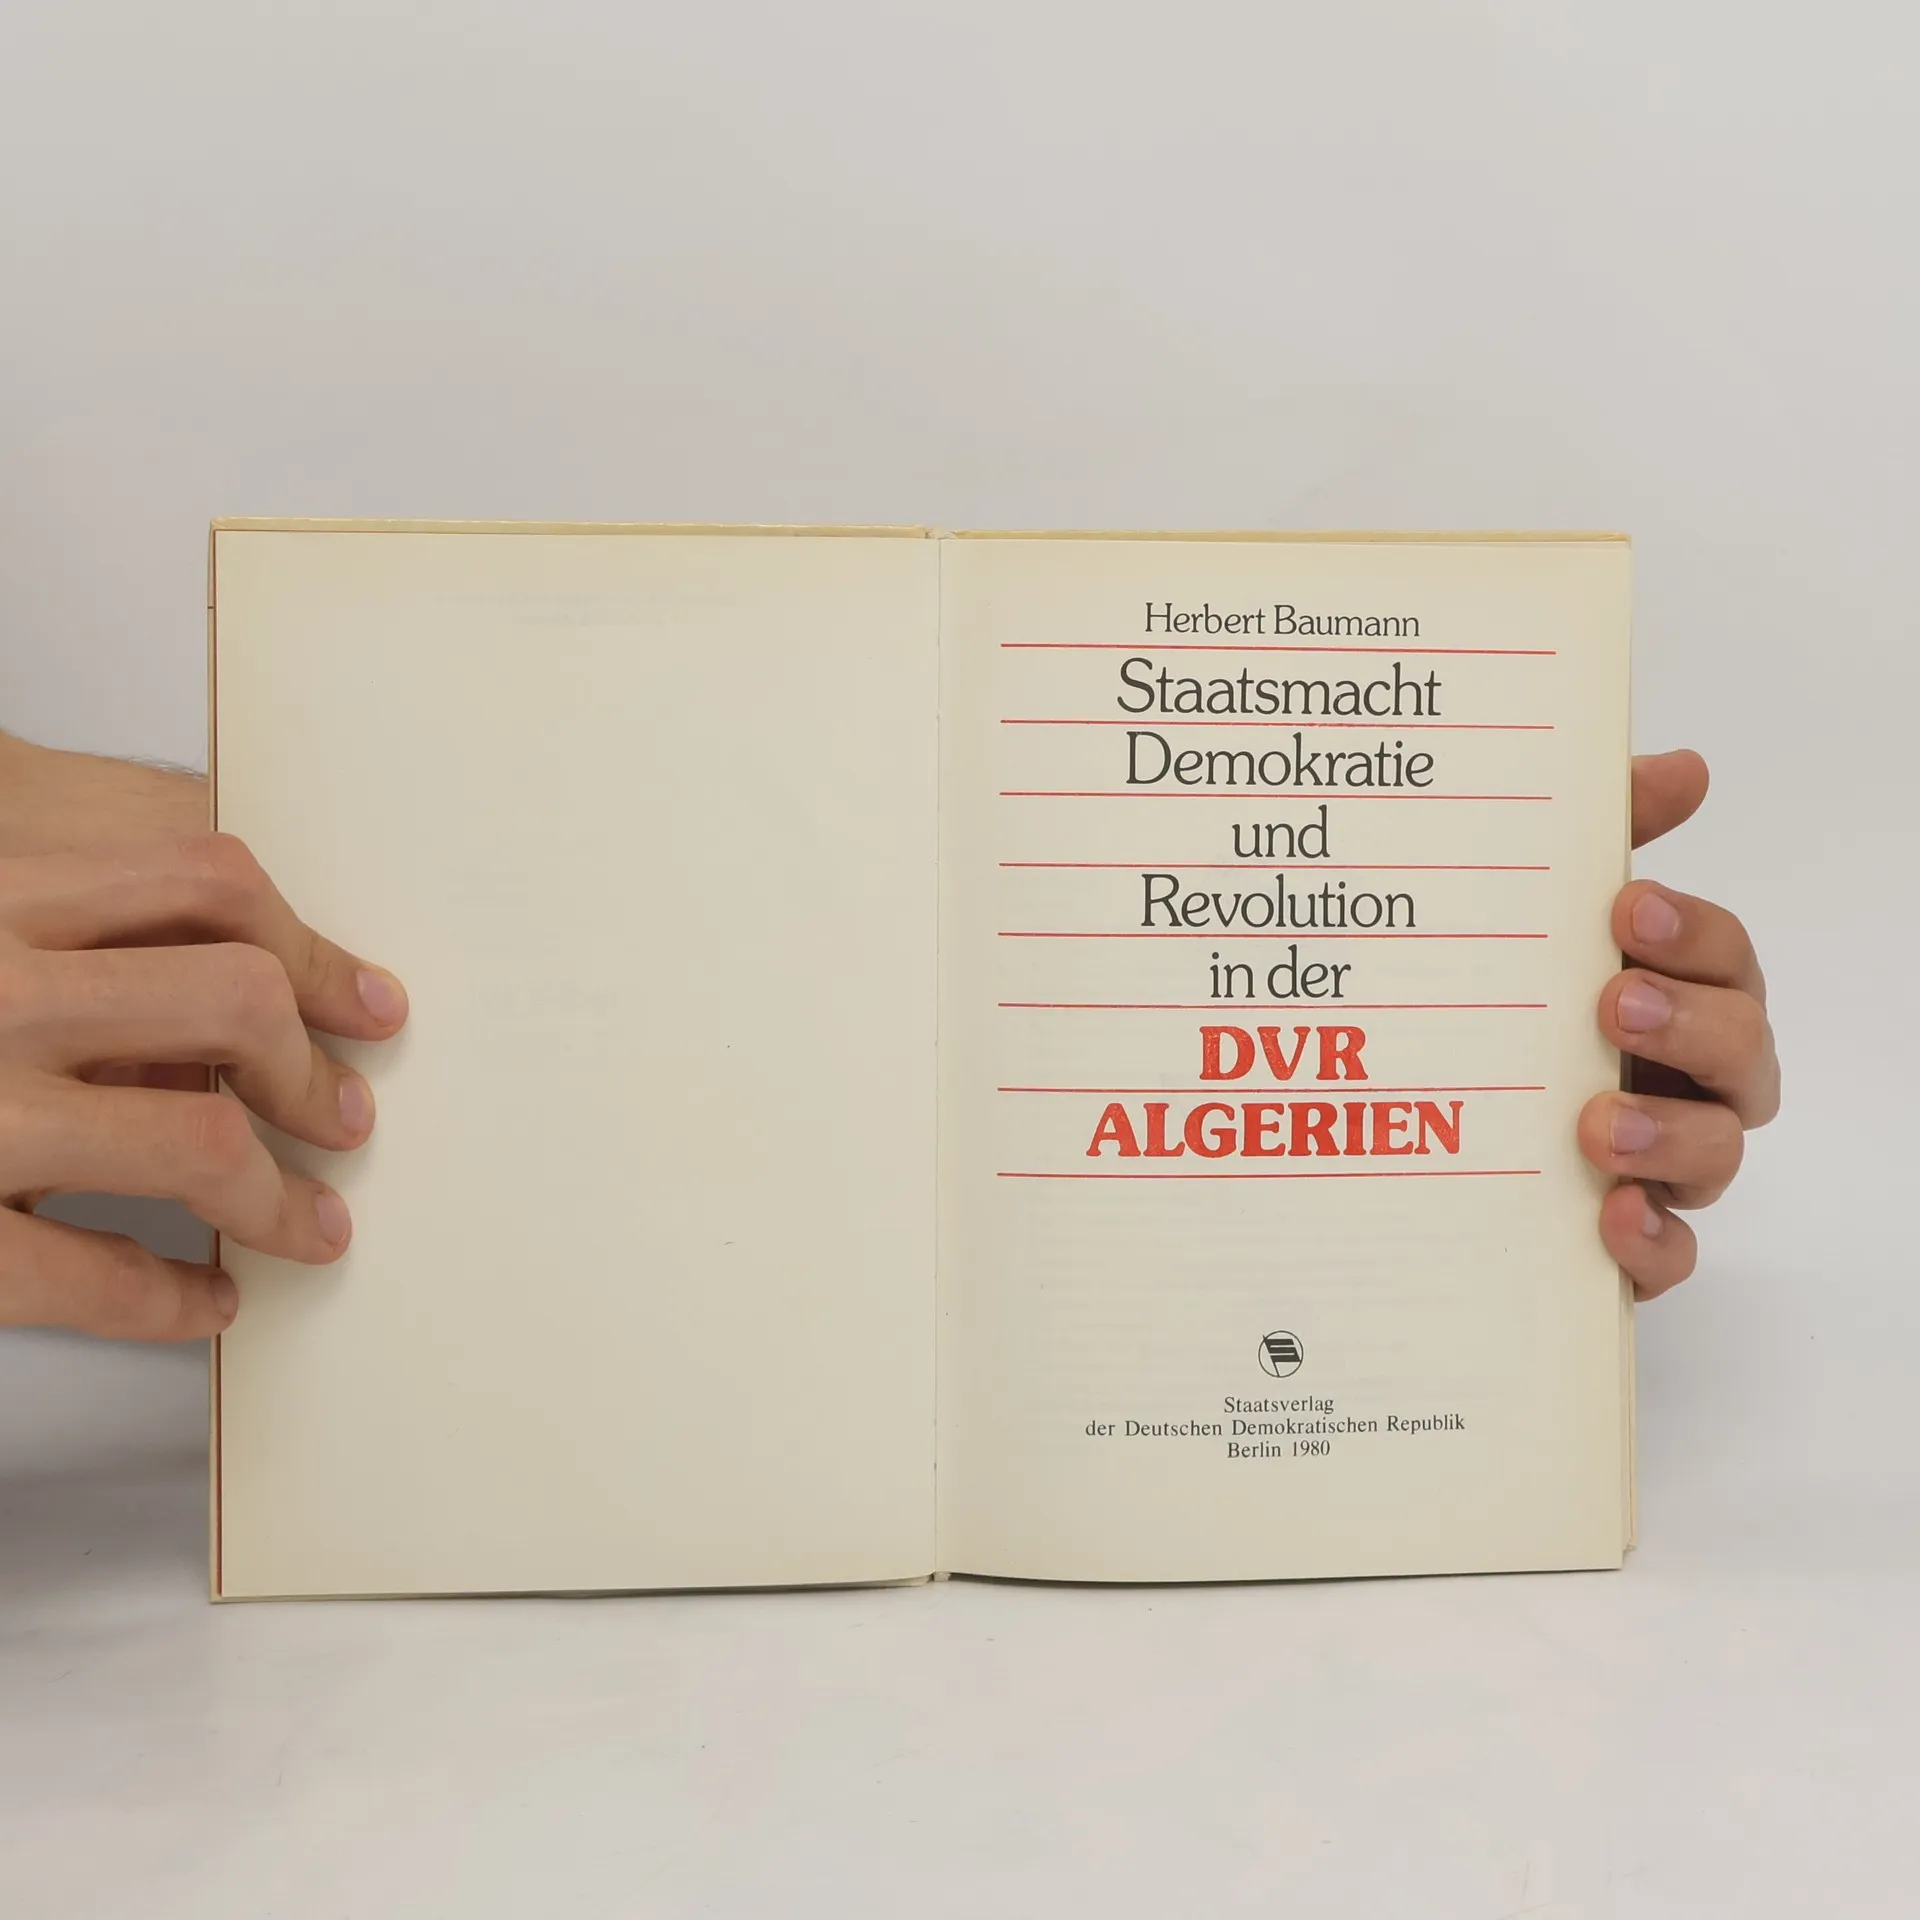 Herbert Baumann
Staatsmacht
Demokratie
und
Revolution
in der
DVR
ALGERIEN
Staatsverlag
der Deutschen Demokratischen Republik
Berlin 1980